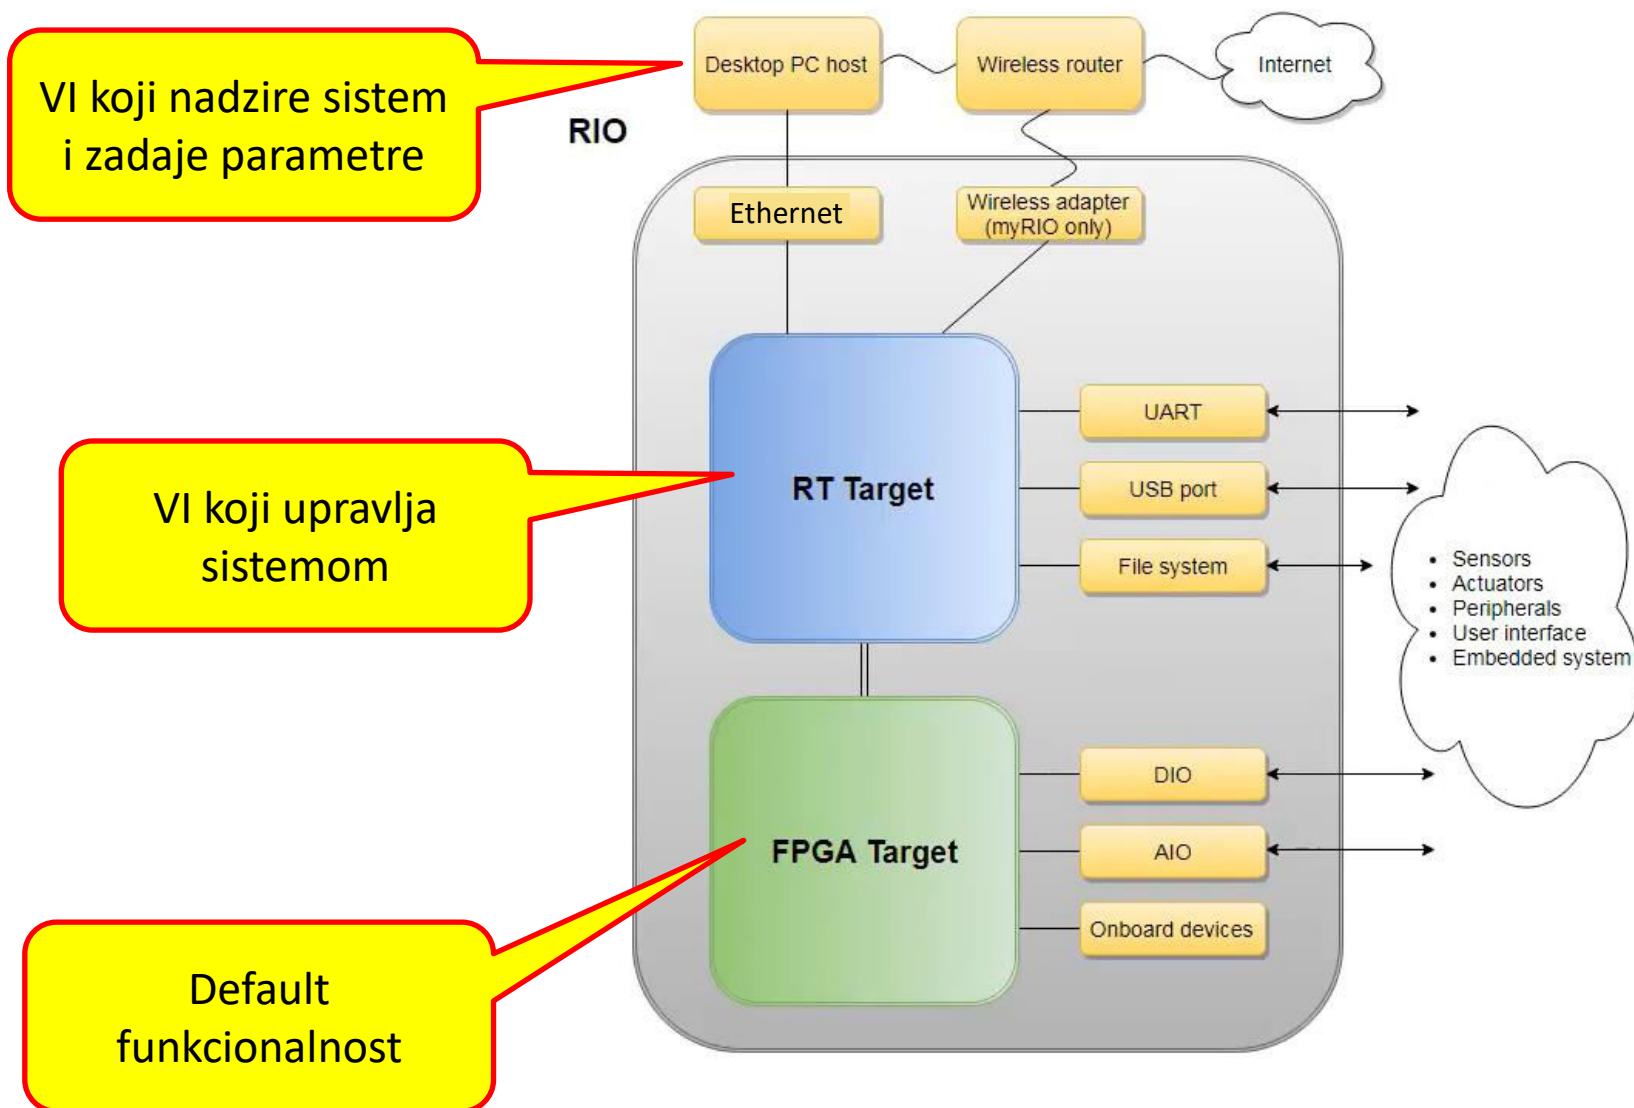 VI koji nadzire sistem
i zadaje parametre
Desktop PC host
Wireless router
Internet
RIO
Ethernet
Wireless adapter
(myRIO only)
VI koji upravlja
sistemom
RT Target
UART
USB port
File system
• Sensors
• Actuators
• Peripherals
• User interface
• Embedded system
Default
funkcionalnost
FPGA Target
DIO
AIO
Onboard devices